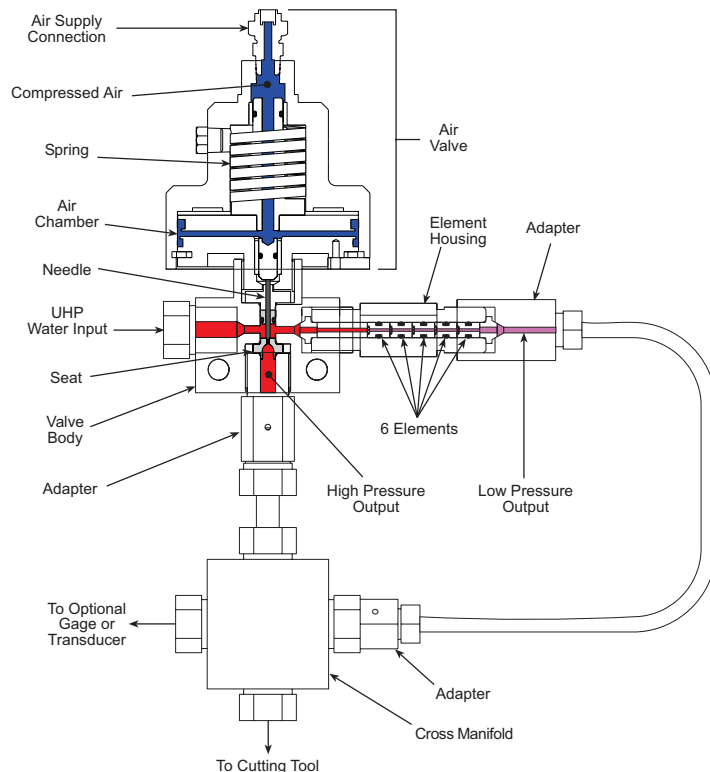 Air Supply
Connection
Compressed Air
Spring
Air
Valve
Air
Chamber
Element
Housing
Adapter
Needle
UHP
Water Input
Seat
Valve
Body
6 Elements
Adapter
High Pressure
Output
Low Pressure
Output
To Optional
Gage or
Transducer
Adapter
Cross Manifold
To Cutting Tool